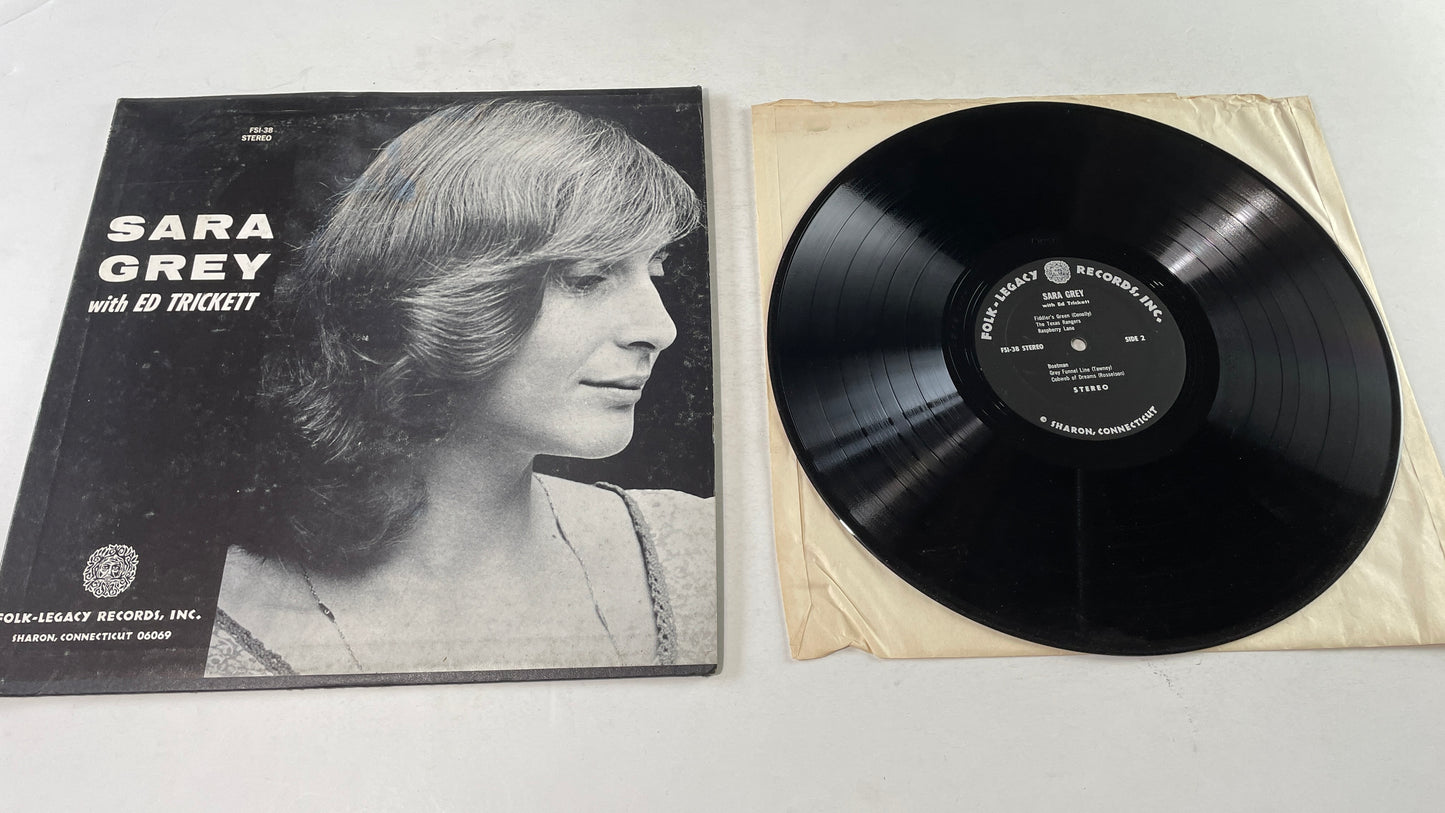 FSI-38
STEREO
SARA
GREY
with ED TRICKETT
FOLK-LEGACY RECORDS, INC.
SHARON, CONNECTICUT 06069
FOLK-LEGACY RECORDS, INC.
SARA GREY
with Ed Trickett
Fiddler's Green (Conolly)
The Texas Rangers
Raspberry Lane
FSI-38 STEREO SIDE 2
Boatman
Grey Funnel Line (Tawney)
Cobweb of Dreams (Rosselson)
STEREO
© SHARON, CONNECTICUT